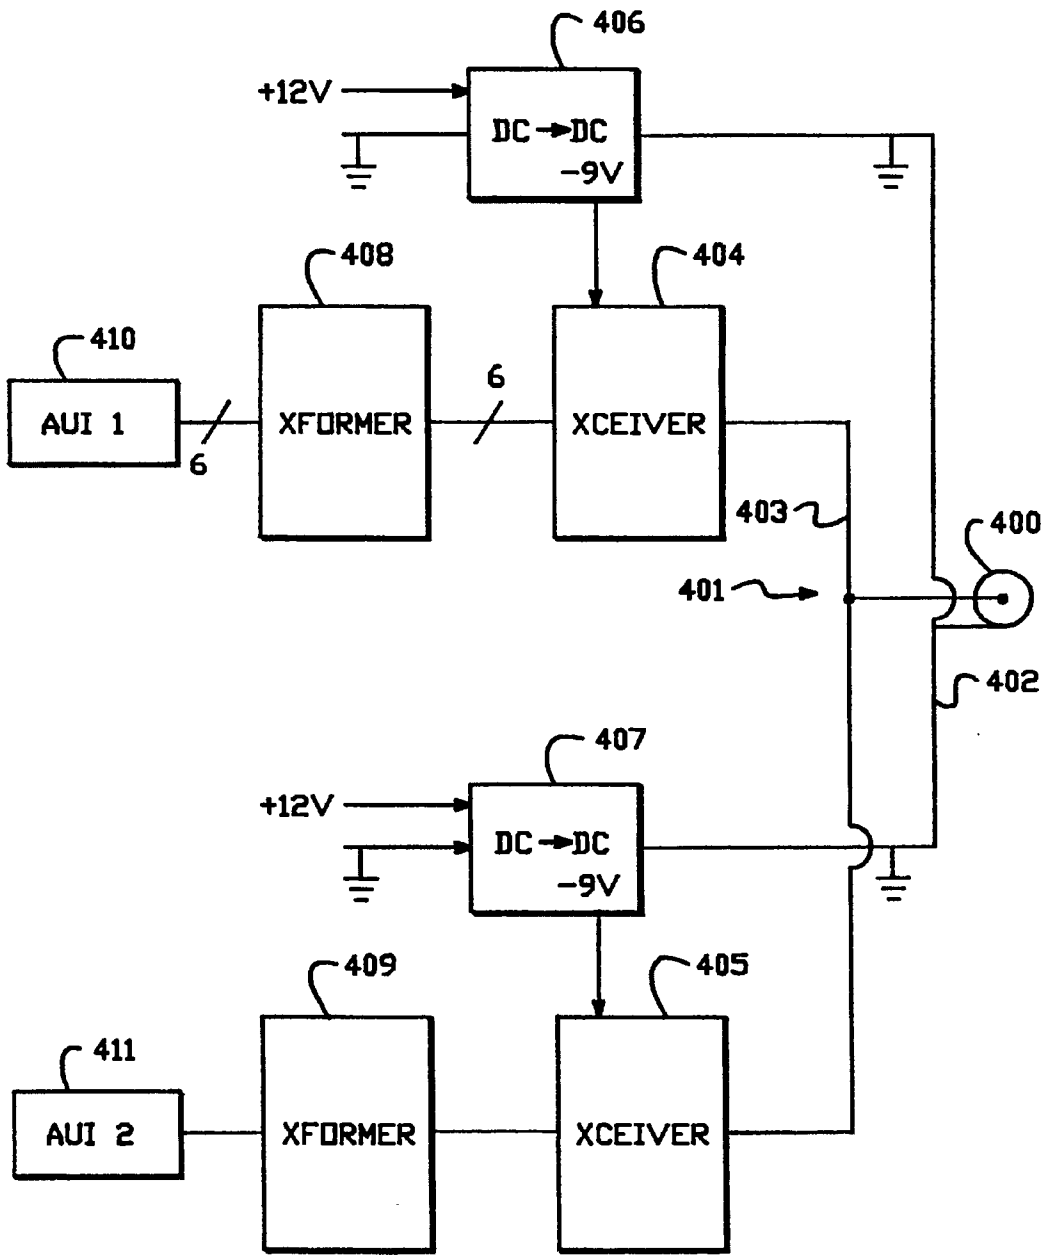 406
+12V
DC → DC
-9V
408
404
410
6
AUI 1
XFORMER
XCEIVER
6
403
400
401
402
407
+12V
DC → DC
-9V
409
405
411
AUI 2
XFORMER
XCEIVER